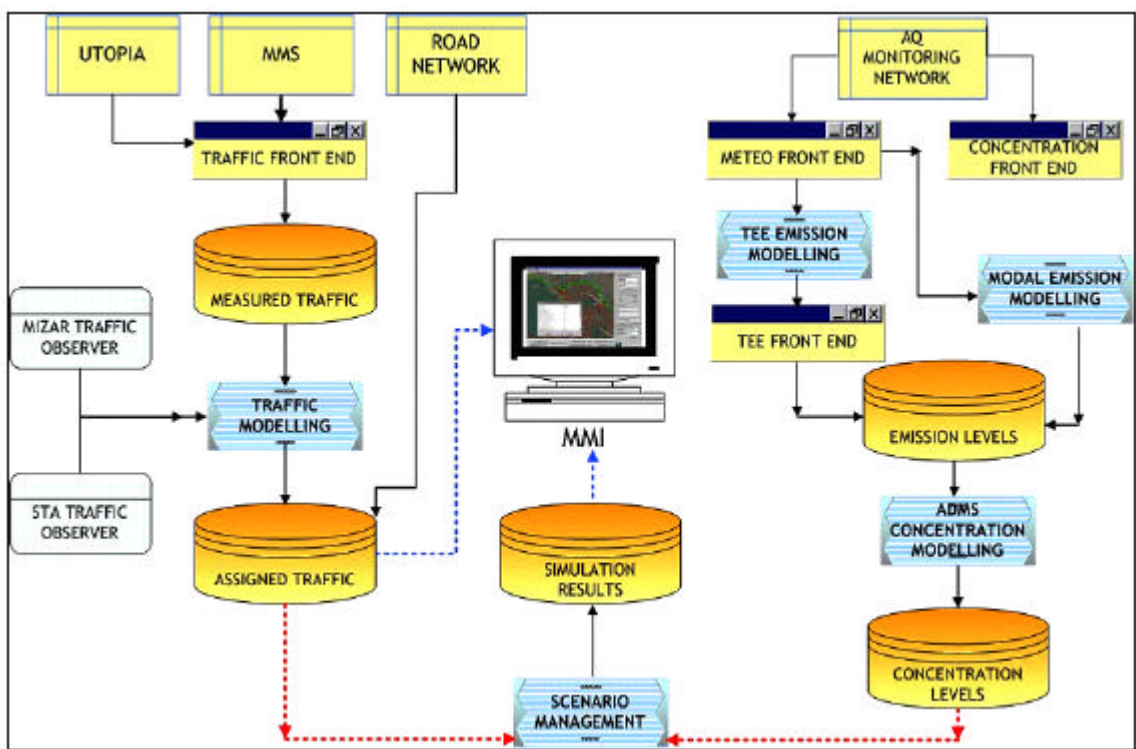 UTOPIA
MMS
ROAD
NETWORK
AQ
MONITORING
NETWORK
TRAFFIC FRONT END
METEO FRONT END
CONCENTRATION
FRONT END
TEE EMISSION
MODELLING
MODAL EMISSION
MODELLING
MEASURED TRAFFIC
MIZAR TRAFFIC
OBSERVER
TEE FRONT END
TRAFFIC
MODELLING
MMI
EMISSION LEVELS
STA TRAFFIC
OBSERVER
ADMS
CONCENTRATION
MODELLING
ASSIGNED TRAFFIC
SIMULATION
RESULTS
CONCENTRATION
LEVELS
SCENARIO
MANAGEMENT